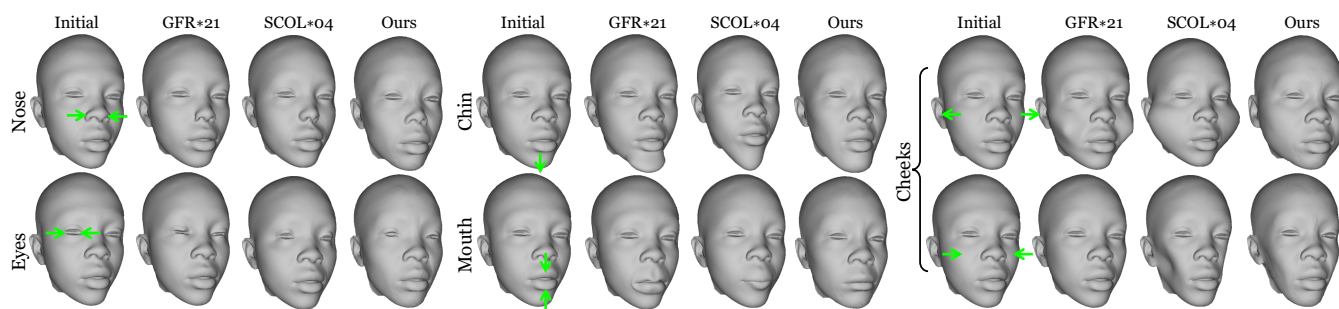 Initial GFR*21 SCOL*04 Ours Initial GFR*21 SCOL*04 Ours Initial GFR*21 SCOL*04 Ours
Nose
Chin
Cheeks
Eyes
Mouth